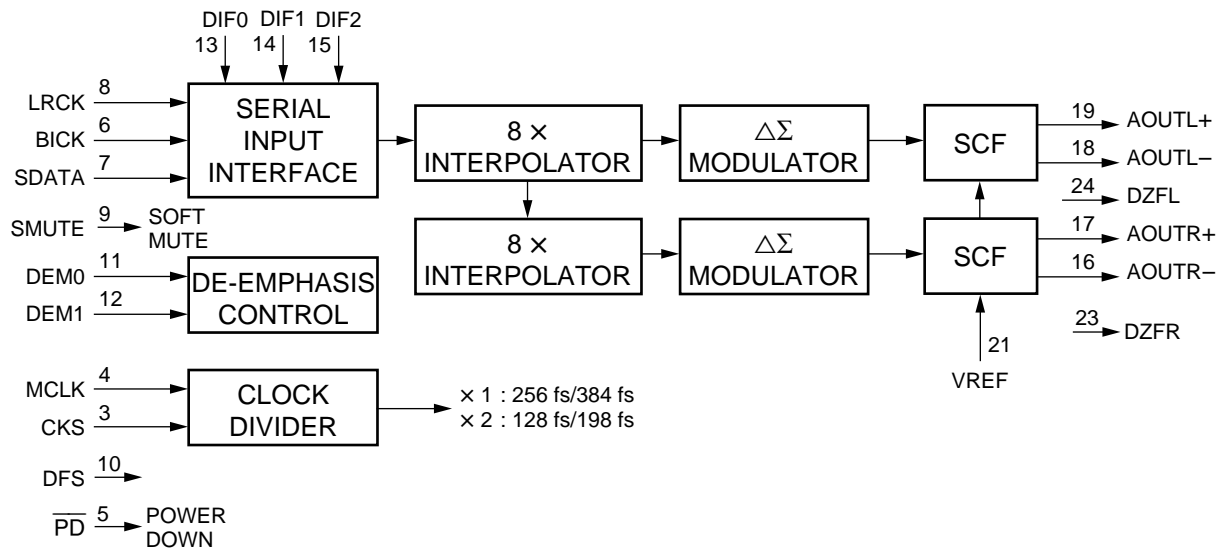 DIF0 DIF1 DIF2
13 14 15
LRCK 8
BICK 6
SDATA 7
SERIAL
INPUT
INTERFACE
8 ×
INTERPOLATOR
ΔΣ
MODULATOR
SCF
19 AOUTL+
18 AOUTL−
24 DZFL
SMUTE 9 SOFT
MUTE
8 ×
INTERPOLATOR
ΔΣ
MODULATOR
SCF
17 AOUTR+
16 AOUTR−
DEM0 11
DEM1 12
DE-EMPHASIS
CONTROL
21
VREF
23 DZFR
MCLK 4
CKS 3
CLOCK
DIVIDER
× 1 : 256 fs/384 fs
× 2 : 128 fs/198 fs
DFS 10
P̅D̅ 5 POWER
DOWN